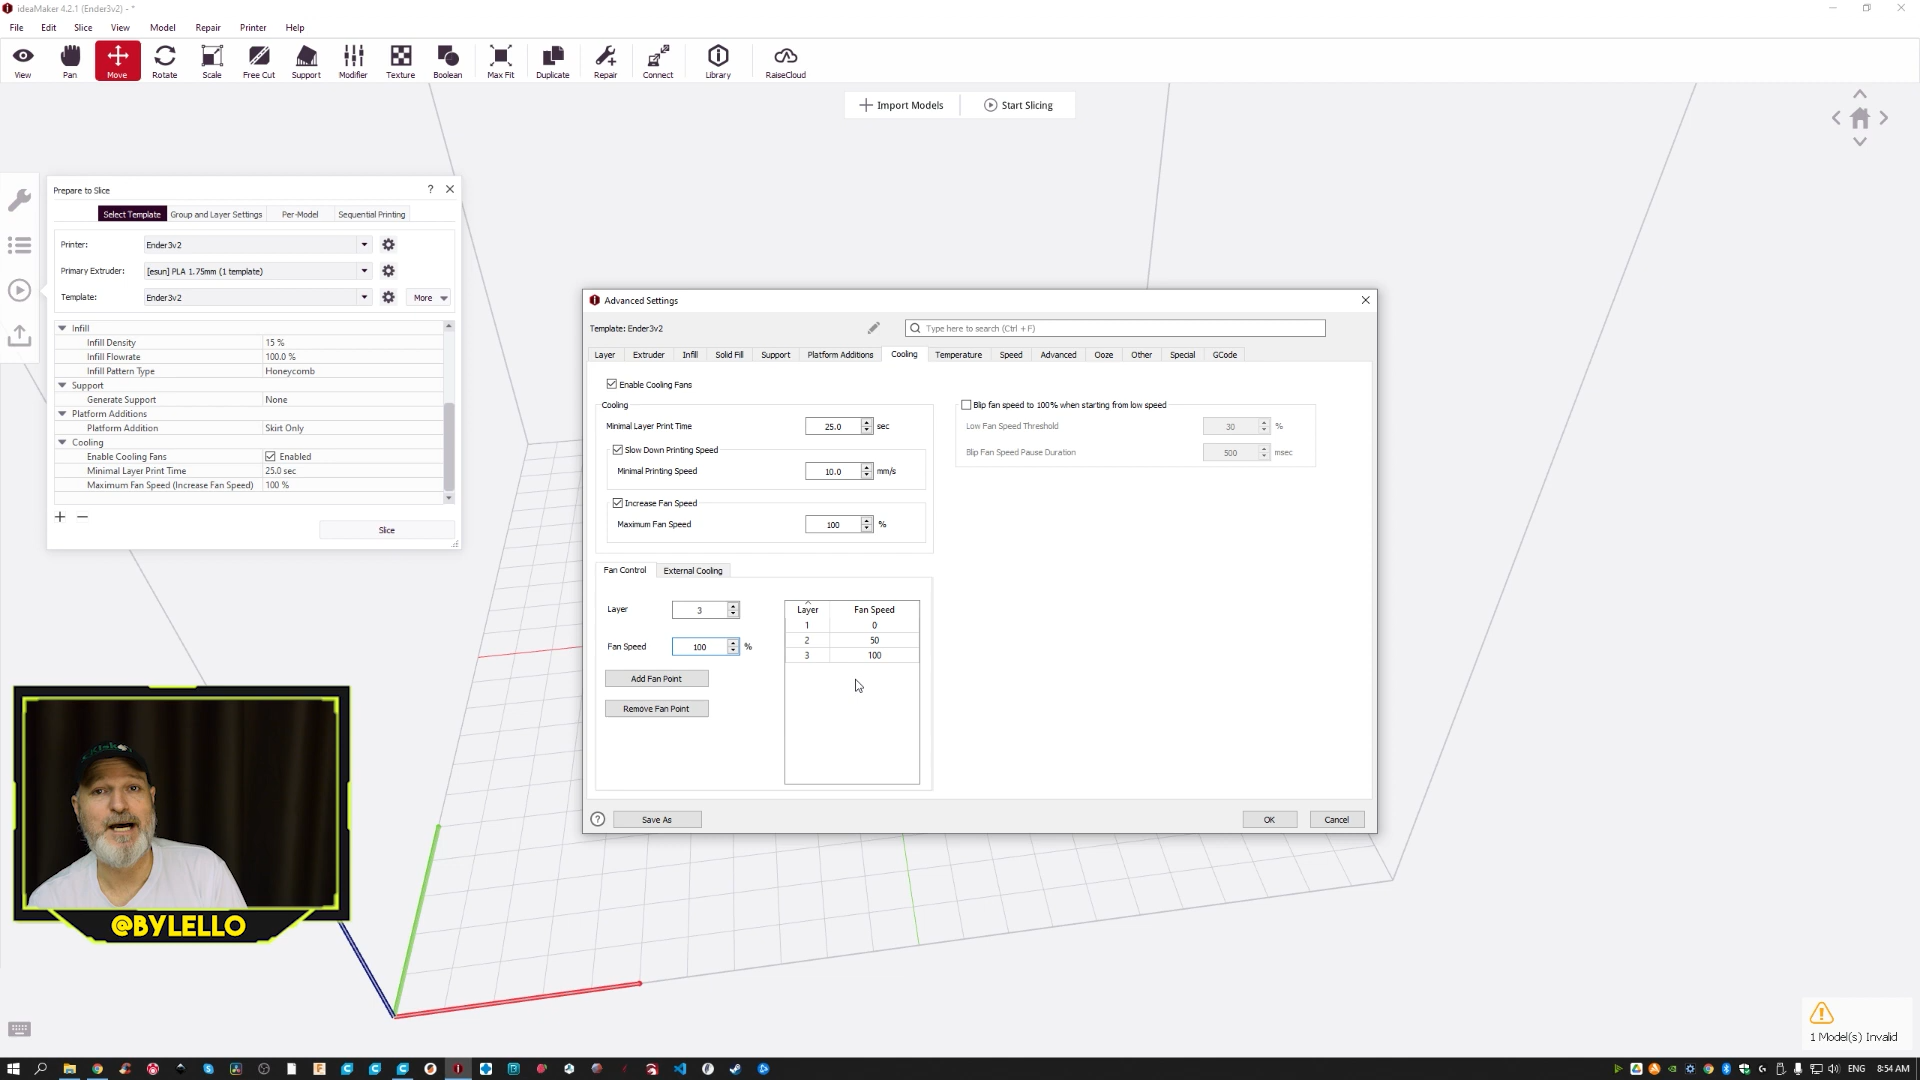 ideaMaker 4.2.1 (Ender3v2) - *
File Edit Slice View Model Repair Printer Help
View Pan Move Rotate Scale Free Cut Support Modifier Texture Boolean Max Fit Duplicate Repair Connect Library RaiseCloud
Import Models Start Slicing
Prepare to Slice ?
Select Template Group and Layer Settings Per-Model Sequential Printing
Printer: Ender3v2
Primary Extruder: [esun] PLA 1.75mm (1 template)
Template: Ender3v2 More
Infill
Infill Density 15 %
Infill Flowrate 100.0 %
Infill Pattern Type Honeycomb
Support
Generate Support None
Platform Additions
Platform Addition Skirt Only
Cooling
Enable Cooling Fans Enabled
Minimal Layer Print Time 25.0 sec
Maximum Fan Speed (Increase Fan Speed) 100 %
Slice
Advanced Settings
Template: Ender3v2 Type here to search (Ctrl + F)
Layer Extruder Infill Solid Fill Support Platform Additions Cooling Temperature Speed Advanced Ooze Other Special GCode
Enable Cooling Fans
Cooling
Minimal Layer Print Time 25.0 sec
Slow Down Printing Speed
Minimal Printing Speed 10.0 mm/s
Increase Fan Speed
Maximum Fan Speed 100 %
Blip fan speed to 100% when starting from low speed
Low Fan Speed Threshold 30 %
Blip Fan Speed Pause Duration 500 msec
Fan Control External Cooling
Layer 3
Fan Speed 100 %
Add Fan Point
Remove Fan Point
Layer Fan Speed
1 0
2 50
3 100
? Save As OK Cancel
@BYLELLO
1 Model(s) Invalid
ENG 8:54 AM